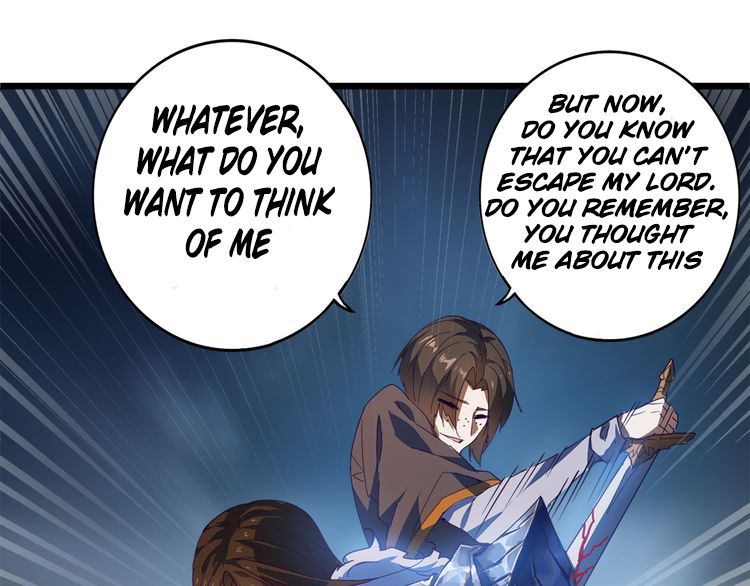 WHATEVER,
WHAT DO YOU
WANT TO THINK
OF ME
BUT NOW,
DO YOU KNOW
THAT YOU CAN'T
ESCAPE MY LORD.
DO YOU REMEMBER,
YOU THOUGHT
ME ABOUT THIS